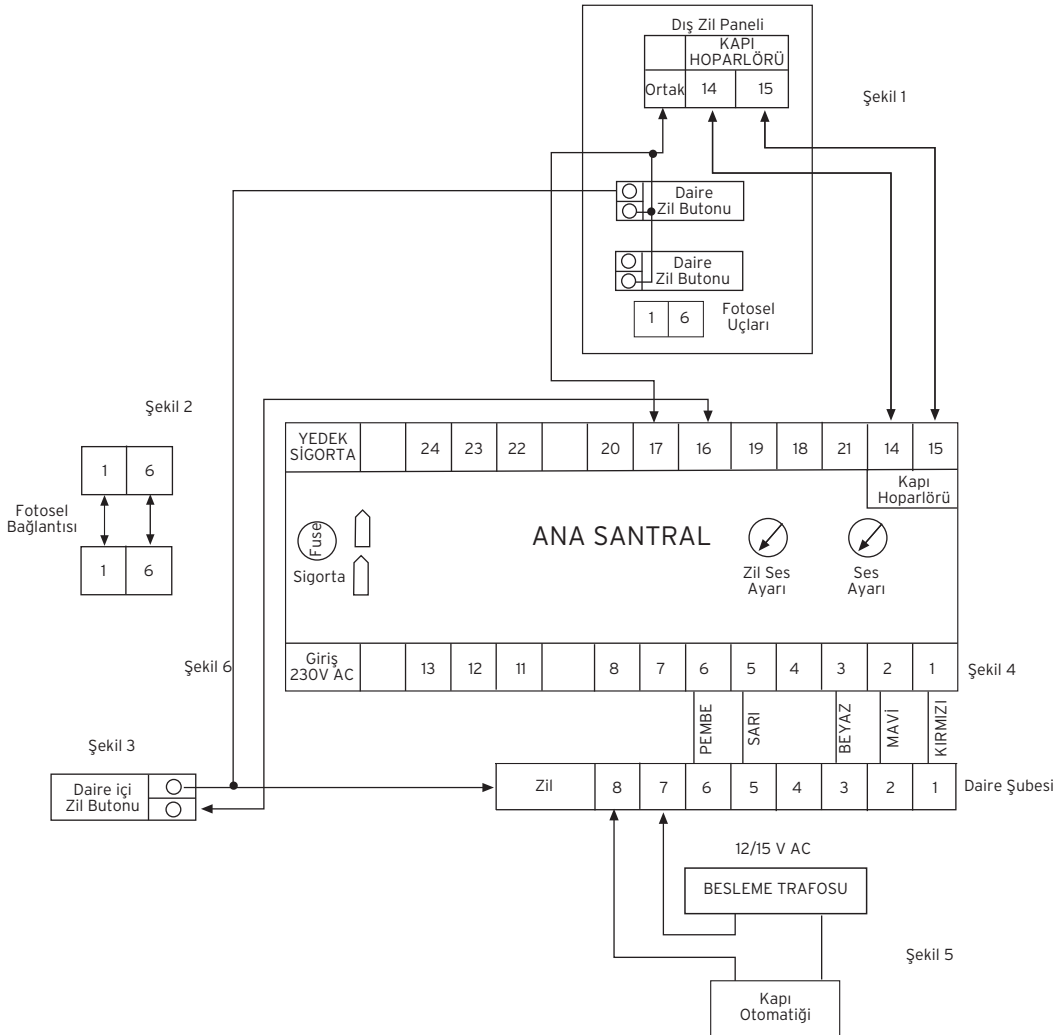 Dış Zil Paneli
KAPI
HOPARLÖRÜ
Ortak 14 15
Şekil 1
Daire
Zil Butonu
Daire
Zil Butonu
1 6
Fotosel
Uçları
Şekil 2
1 6
Fotosel
Bağlantısı
1 6
YEDEK
SİGORTA
24 23 22 20 17 16 19 18 21 14 15
Kapı
Hoparlörü
Fuse
Sigorta
ANA SANTRAL
Zil Ses
Ayarı
Ses
Ayarı
Şekil 6
Giriş
230V AC
13 12 11 8 7 6 5 4 3 2 1
Şekil 4
PEMBE
SARI
BEYAZ
MAVİ
KIRMIZI
Şekil 3
Daire içi
Zil Butonu
Zil 8 7 6 5 4 3 2 1
Daire Şubesi
12/15 V AC
BESLEME TRAFOSU
Şekil 5
Kapı
Otomatiği